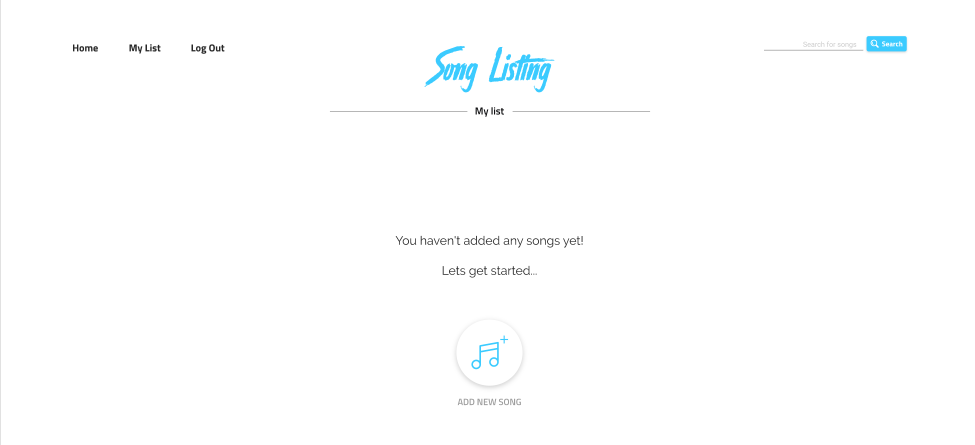 Home My List Log Out
Song Listing
Search for songs Search
My list
You haven't added any songs yet!
Lets get started...
ADD NEW SONG